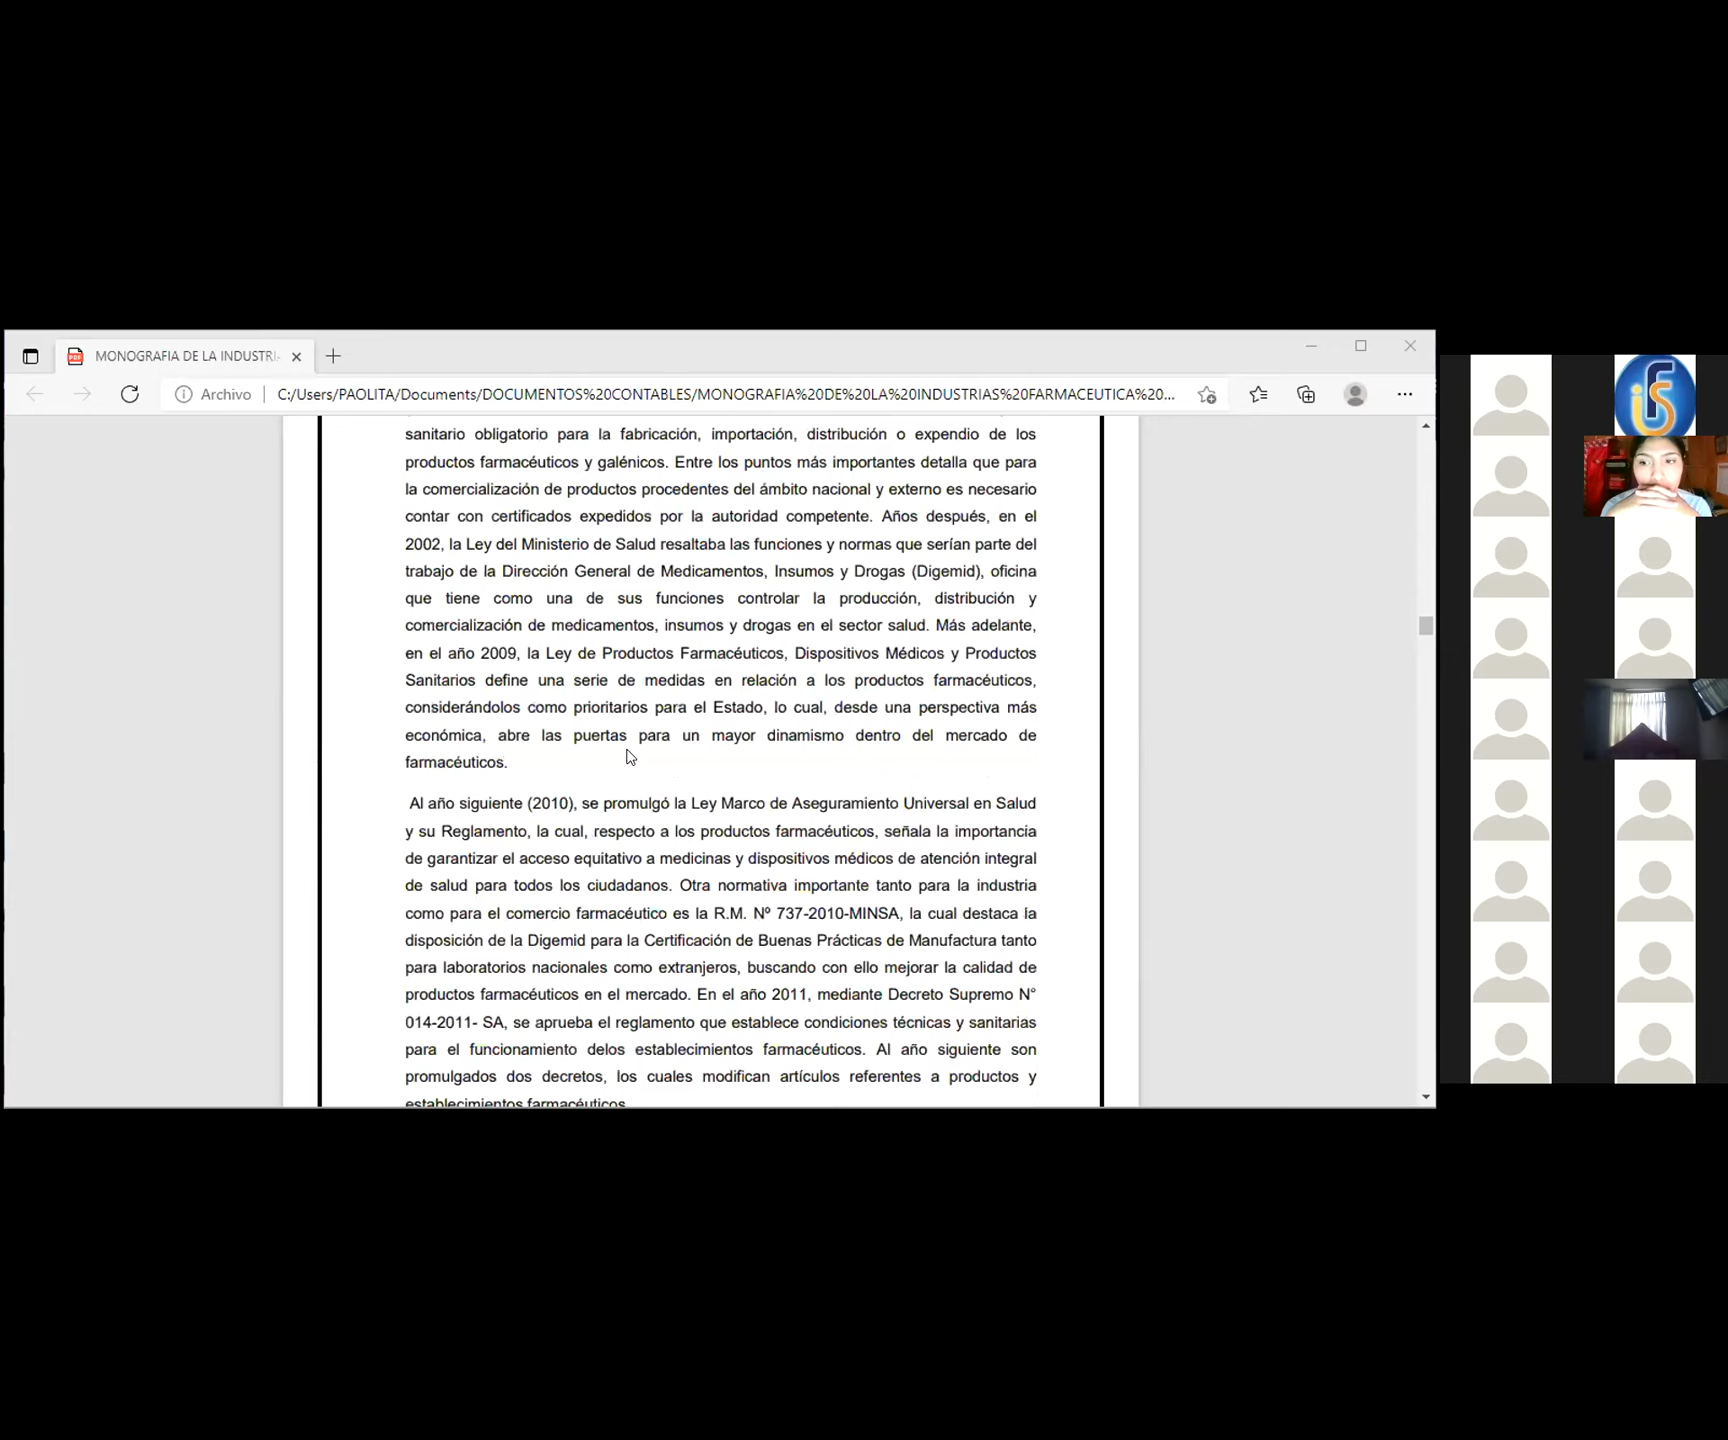 MONOGRAFIA DE LA INDUSTRI
Archivo
C:/Users/PAOLITA/Documents/DOCUMENTOS%20CONTABLES/MONOGRAFIA%20DE%20LA%20INDUSTRIAS%20FARMACEUTICA%20...
sanitario obligatorio para la fabricación, importación, distribución o expendio de los
productos farmacéuticos y galénicos. Entre los puntos más importantes detalla que para
la comercialización de productos procedentes del ámbito nacional y externo es necesario
contar con certificados expedidos por la autoridad competente. Años después, en el
2002, la Ley del Ministerio de Salud resaltaba las funciones y normas que serían parte del
trabajo de la Dirección General de Medicamentos, Insumos y Drogas (Digemid), oficina
que tiene como una de sus funciones controlar la producción, distribución y
comercialización de medicamentos, insumos y drogas en el sector salud. Más adelante,
en el año 2009, la Ley de Productos Farmacéuticos, Dispositivos Médicos y Productos
Sanitarios define una serie de medidas en relación a los productos farmacéuticos,
considerándolos como prioritarios para el Estado, lo cual, desde una perspectiva más
económica, abre las puertas para un mayor dinamismo dentro del mercado de
farmacéuticos.
Al año siguiente (2010), se promulgó la Ley Marco de Aseguramiento Universal en Salud
y su Reglamento, la cual, respecto a los productos farmacéuticos, señala la importancia
de garantizar el acceso equitativo a medicinas y dispositivos médicos de atención integral
de salud para todos los ciudadanos. Otra normativa importante tanto para la industria
como para el comercio farmacéutico es la R.M. Nº 737-2010-MINSA, la cual destaca la
disposición de la Digemid para la Certificación de Buenas Prácticas de Manufactura tanto
para laboratorios nacionales como extranjeros, buscando con ello mejorar la calidad de
productos farmacéuticos en el mercado. En el año 2011, mediante Decreto Supremo N°
014-2011- SA, se aprueba el reglamento que establece condiciones técnicas y sanitarias
para el funcionamiento delos establecimientos farmacéuticos. Al año siguiente son
promulgados dos decretos, los cuales modifican artículos referentes a productos y
establecimientos farmacéuticos.